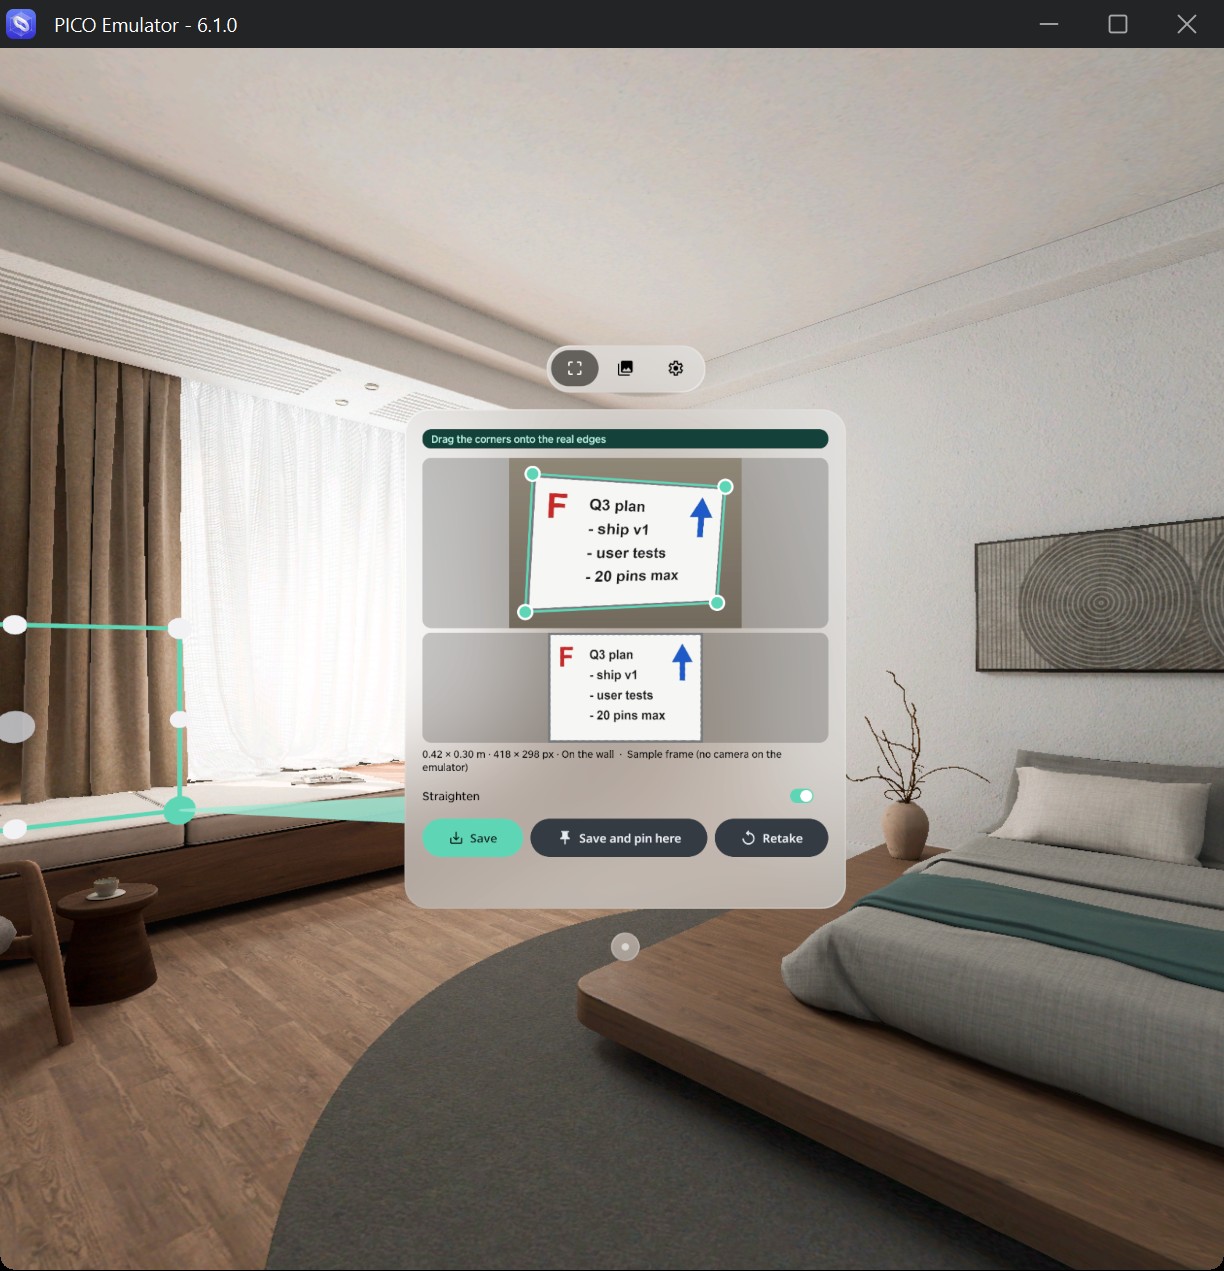 PICO Emulator - 6.1.0
Drag the corners onto the real edges
F
Q3 plan
- ship v1
- user tests
- 20 pins max
F
Q3 plan
- ship v1
- user tests
- 20 pins max
0.42 × 0.30 m · 418 × 298 px · On the wall · Sample frame (no camera on the
emulator)
Straighten
Save
Save and pin here
Retake